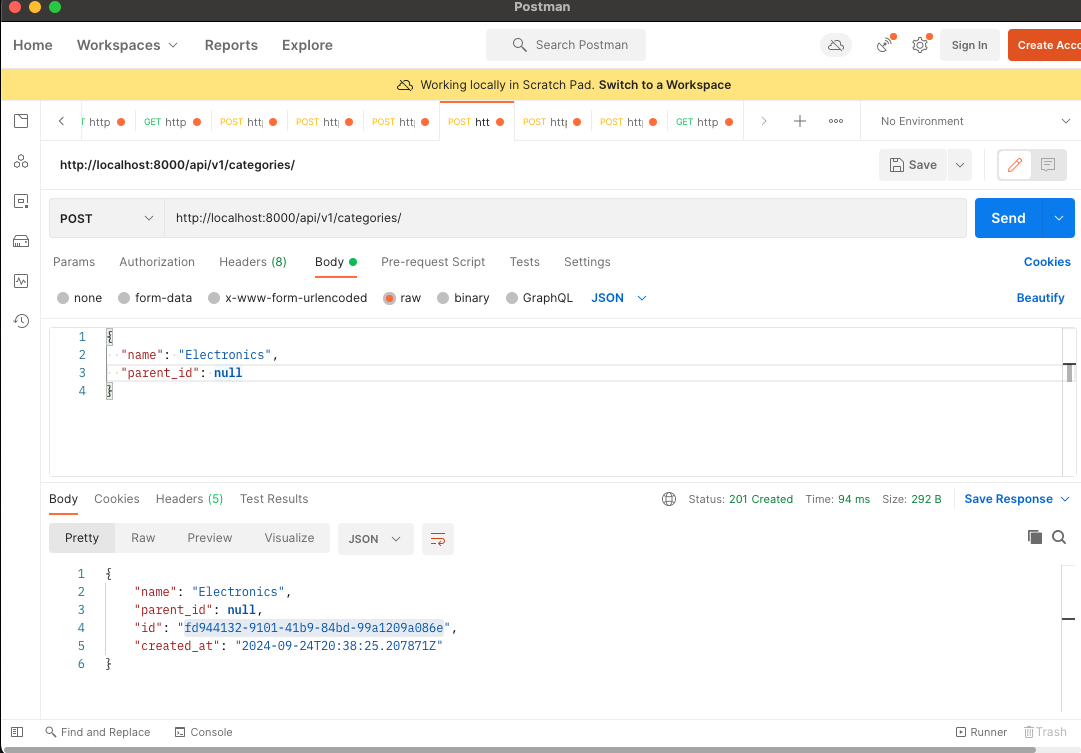 Postman
Home Workspaces Reports Explore Search Postman Sign In Create Acco
Working locally in Scratch Pad. Switch to a Workspace
http GET http POST htt POST htt POST htt POST htt POST htt POST htt GET http No Environment
http://localhost:8000/api/v1/categories/ Save
POST http://localhost:8000/api/v1/categories/ Send
Params Authorization Headers (8) Body Pre-request Script Tests Settings Cookies
none form-data x-www-form-urlencoded raw binary GraphQL JSON Beautify
1 {
2 "name": "Electronics",
3 "parent_id": null
4 }
Body Cookies Headers (5) Test Results Status: 201 Created Time: 94 ms Size: 292 B Save Response
Pretty Raw Preview Visualize JSON
1 {
2 "name": "Electronics",
3 "parent_id": null,
4 "id": "fd944132-9101-41b9-84bd-99a1209a086e",
5 "created_at": "2024-09-24T20:38:25.207871Z"
6 }
Find and Replace Console Runner Trash